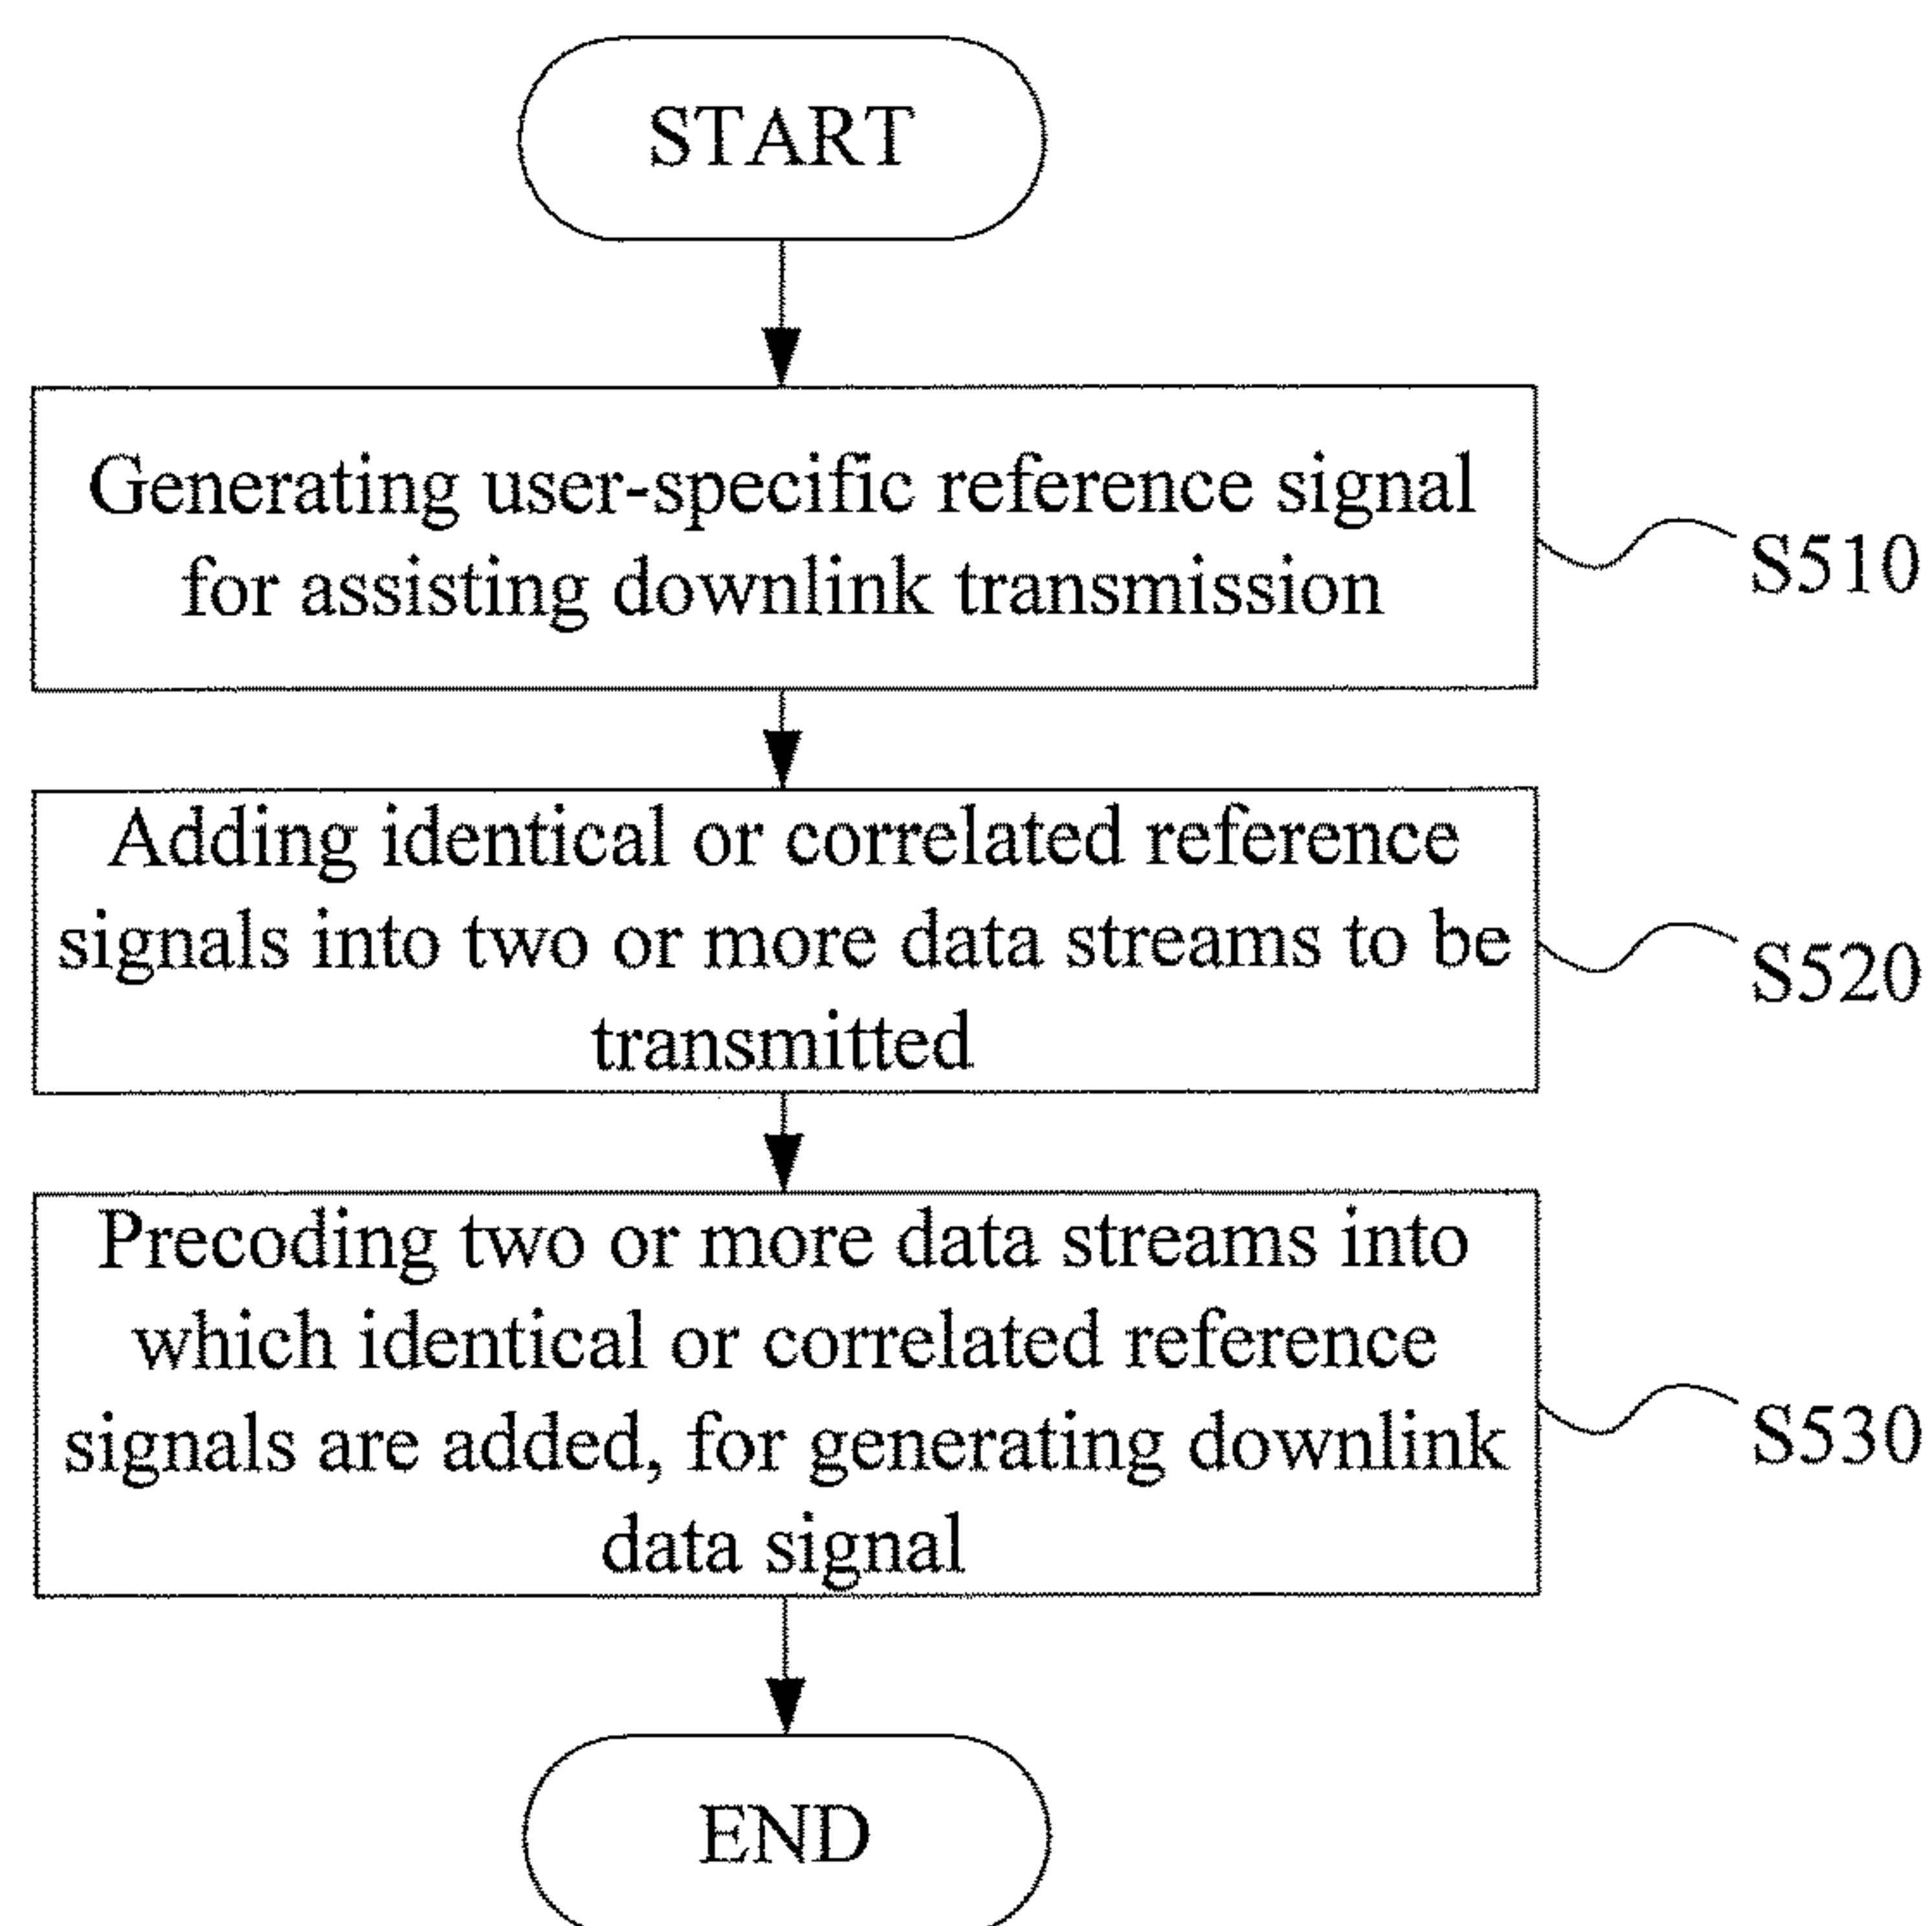 START
Generating user-specific reference signal
for assisting downlink transmission
S510
Adding identical or correlated reference
signals into two or more data streams to be
transmitted
S520
Precoding two or more data streams into
which identical or correlated reference
signals are added, for generating downlink
data signal
S530
END